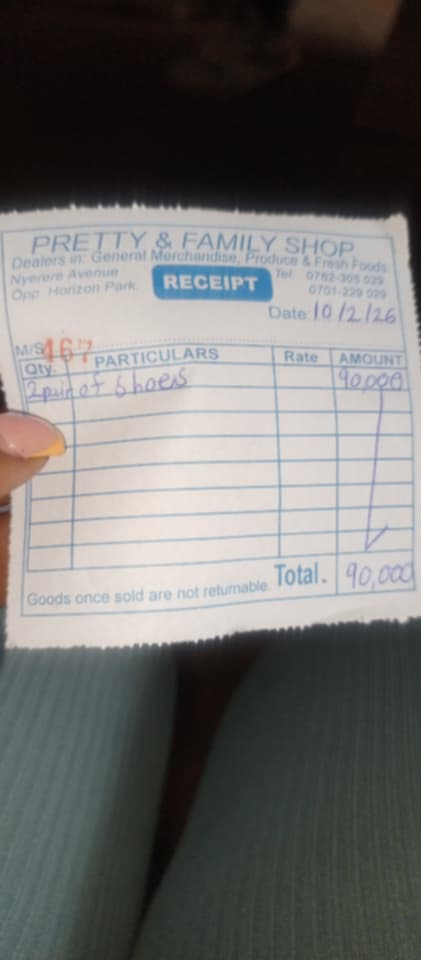 PRETTY & FAMILY SHOP
Dealers in: General Merchandise, Produce & Fresh Foods
Nyerere Avenue
Opp. Horizon Park.
RECEIPT
Tel: 0782-305 029
0701-229 029
Date 10/2/26
M/S 467
Qty. PARTICULARS Rate AMOUNT
2 pair of Shoes 90,000
Total. 90,000
Goods once sold are not returnable.